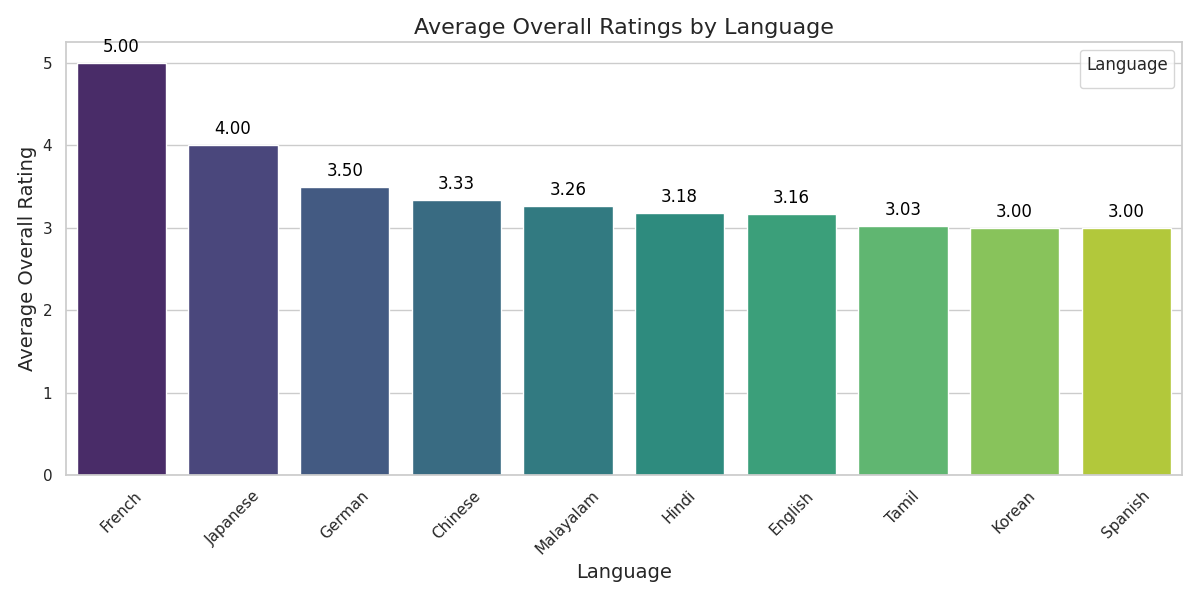 Average Overall Ratings by Language
Language
Average Overall Rating
5
4
3
2
1
0
5.00
4.00
3.50
3.33
3.26
3.18
3.16
3.03
3.00
3.00
French
Japanese
German
Chinese
Malayalam
Hindi
English
Tamil
Korean
Spanish
Language